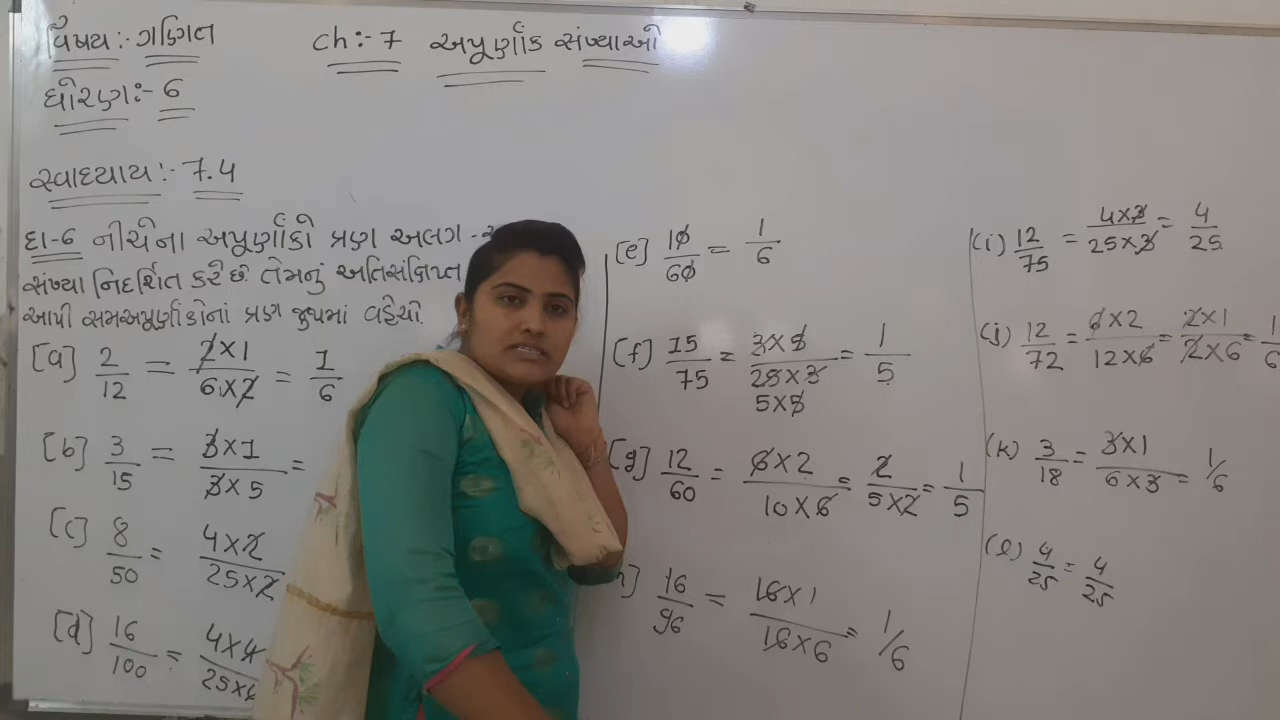 વિષય:- ગણિત
ch:- 7 અપૂર્ણાંક સંખ્યાઓ
ધોરણ:- 6
સ્વાધ્યાય:- 7.4
દા-6 નીચેના અપૂર્ણાંકો ત્રણ અલગ -
સંખ્યા નિદર્શિત કરે છે. તેમનું અતિસંક્ષિપ્ત
આપી સમઅપૂર્ણાંકોનાં ત્રણ જૂથમાં વહેંચો.
[a] 2/12 = 2×1/6×2 = 1/6
[b] 3/15 = 3×1/3×5 =
[c] 8/50 = 4×2/25×2
[d] 16/100 = 4×4/25×4
[e] 10/60 = 1/6
[f] 15/75 = 3×5/25×3 = 1/5
5×5
[g] 12/60 = 6×2/10×6 = 2/5×2 = 1/5
16/96 = 16×1/16×6 = 1/6
(i) 12/75 = 4×3/25×3 = 4/25
(j) 12/72 = 6×2/12×6 = 2×1/2×6 = 1/6
(k) 3/18 = 3×1/6×3 = 1/6
(l) 4/25 = 4/25